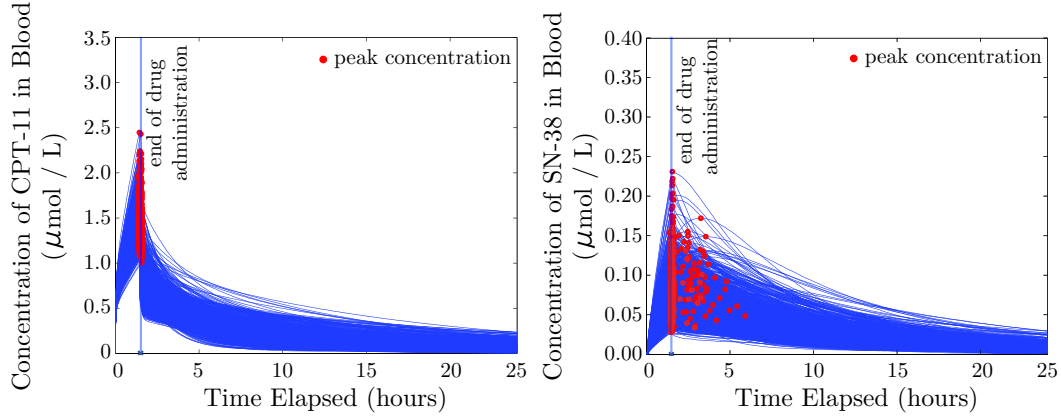 Concentration of CPT-11 in Blood
(μmol / L)
3.5
3.0
2.5
2.0
1.5
1.0
0.5
0
peak concentration
end of drug
administration
0 5 10 15 20 25
Time Elapsed (hours)
Concentration of SN-38 in Blood
(μmol / L)
0.40
0.35
0.30
0.25
0.20
0.15
0.10
0.05
0.00
peak concentration
end of drug
administration
0 5 10 15 20 25
Time Elapsed (hours)